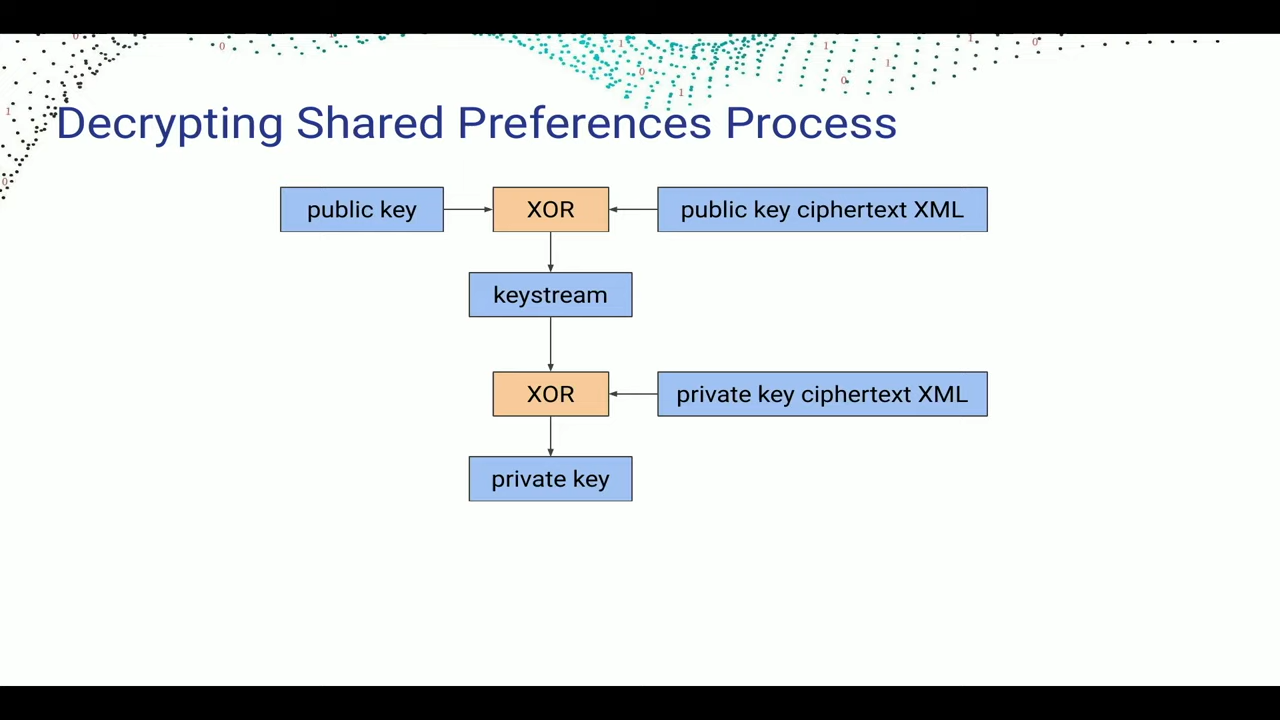 Decrypting Shared Preferences Process
public key
XOR
public key ciphertext XML
keystream
XOR
private key ciphertext XML
private key